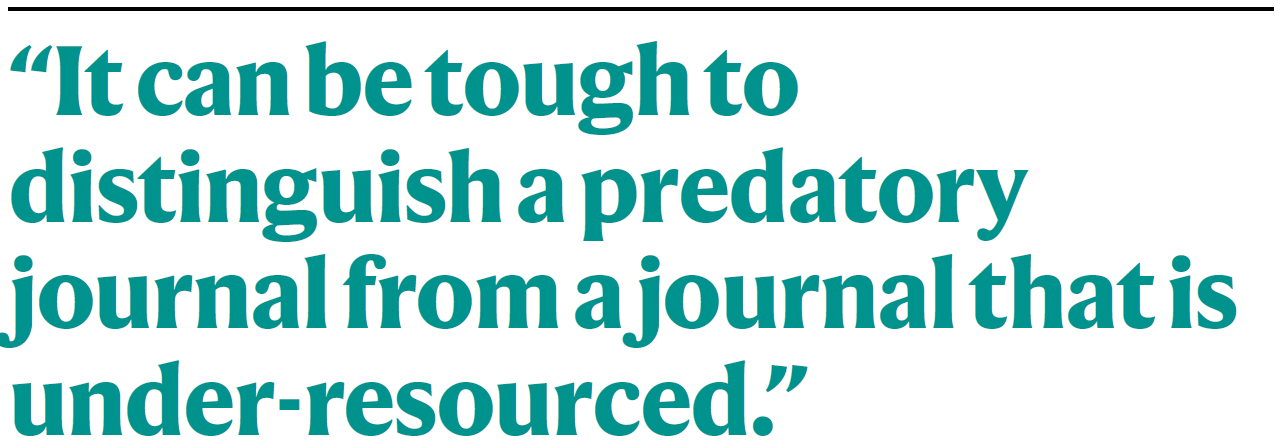 “It can be tough to
distinguish a predatory
journal from a journal that is
under-resourced.”